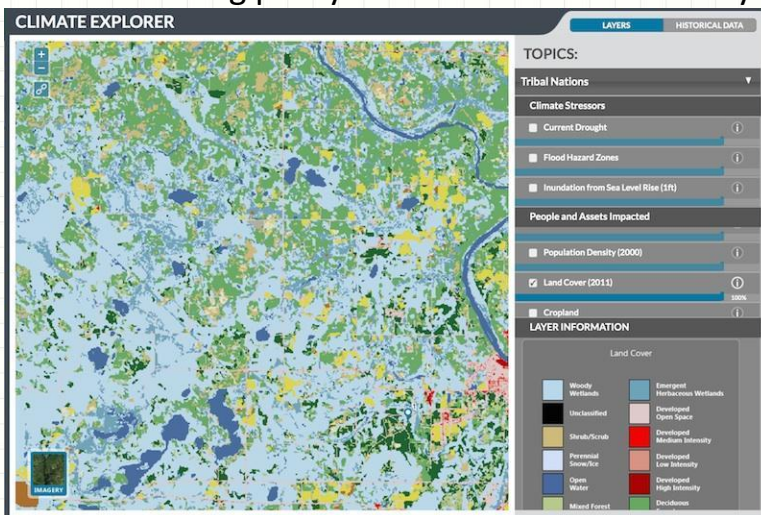 CLIMATE EXPLORER
LAYERS
HISTORICAL DATA
TOPICS:
Tribal Nations
Climate Stressors
Current Drought
Flood Hazard Zones
Inundation from Sea Level Rise (1ft)
People and Assets Impacted
Population Density (2000)
Land Cover (2011)
100%
Cropland
LAYER INFORMATION
Land Cover
Woody
Wetlands
Emergent
Herbaceous Wetlands
Unclassified
Developed
Open Space
Shrub/Scrub
Developed
Medium Intensity
Perennial
Snow/Ice
Developed
Low Intensity
Open
Water
Developed
High Intensity
Mixed Forest
Deciduous
IMAGERY